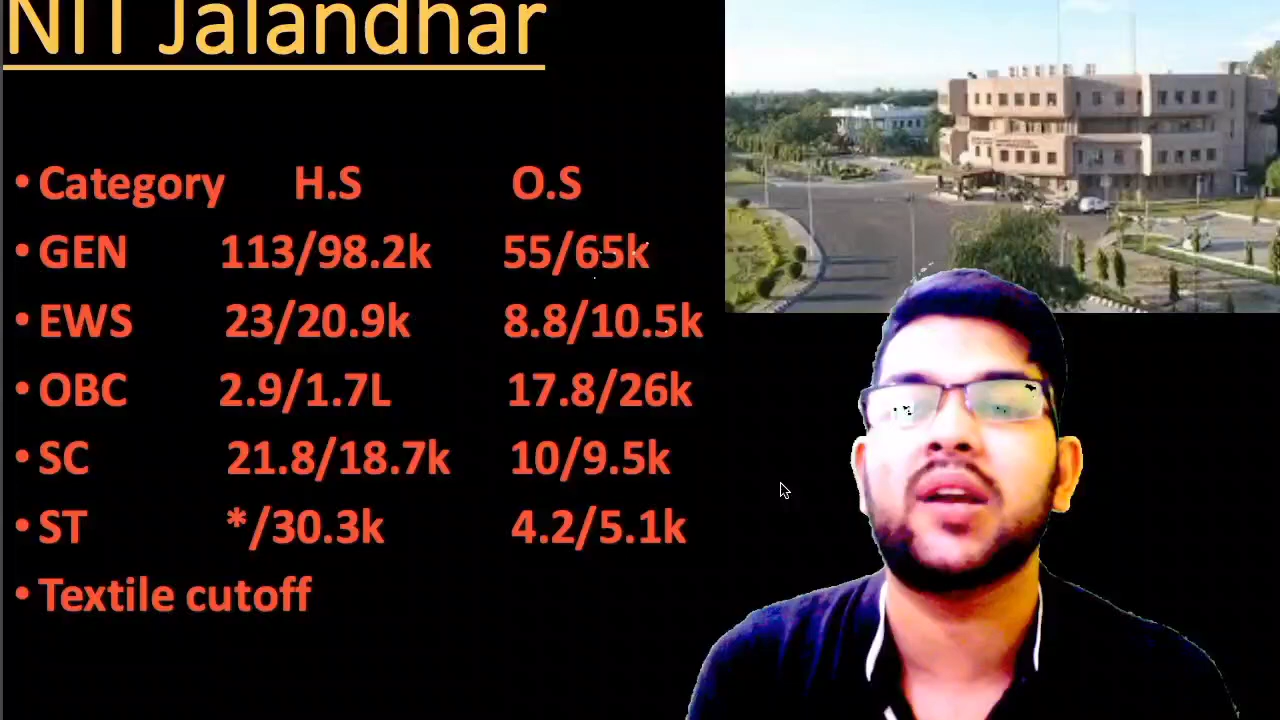 NIT Jalandhar
• Category H.S O.S
• GEN 113/98.2k 55/65k
• EWS 23/20.9k 8.8/10.5k
• OBC 2.9/1.7L 17.8/26k
• SC 21.8/18.7k 10/9.5k
• ST */30.3k 4.2/5.1k
• Textile cutoff